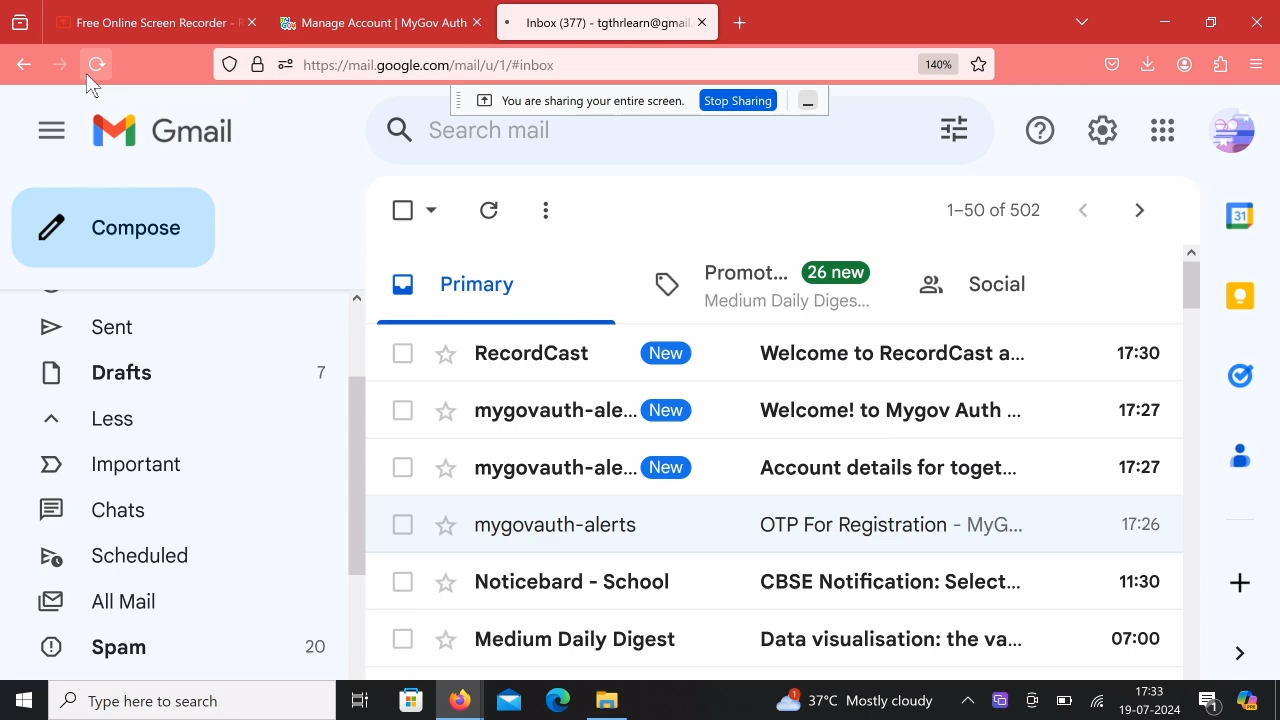 Free Online Screen Recorder - R
Manage Account | MyGov Auth
Inbox (377) - tgthrlearn@gmail.
https://mail.google.com/mail/u/1/#inbox
140%
You are sharing your entire screen.
Stop Sharing
Gmail
Search mail
Compose
1–50 of 502
Primary
Promot... 26 new
Medium Daily Diges...
Social
Sent
Drafts 7
Less
Important
Chats
Scheduled
All Mail
Spam 20
RecordCast New Welcome to RecordCast a... 17:30
mygovauth-ale... New Welcome! to Mygov Auth ... 17:27
mygovauth-ale... New Account details for toget... 17:27
mygovauth-alerts OTP For Registration - MyG... 17:26
Noticebard - School CBSE Notification: Select... 11:30
Medium Daily Digest Data visualisation: the va... 07:00
31
Type here to search
1
37°C Mostly cloudy
17:33
19-07-2024
1